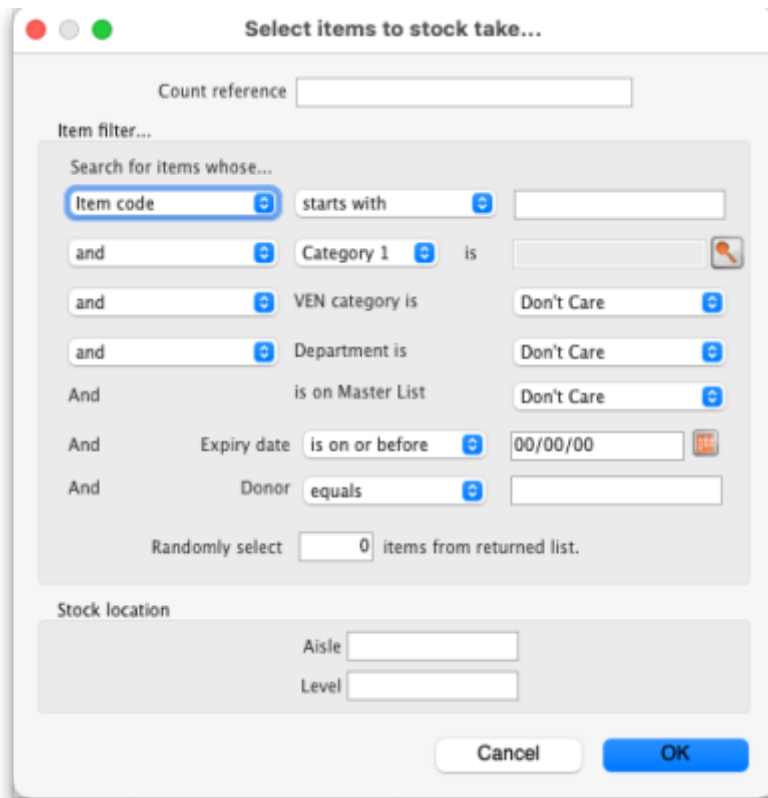 Select items to stock take...
Count reference
Item filter...
Search for items whose...
Item code starts with
and Category 1 is
and VEN category is Don't Care
and Department is Don't Care
And is on Master List Don't Care
And Expiry date is on or before 00/00/00
And Donor equals
Randomly select 0 items from returned list.
Stock location
Aisle
Level
Cancel OK